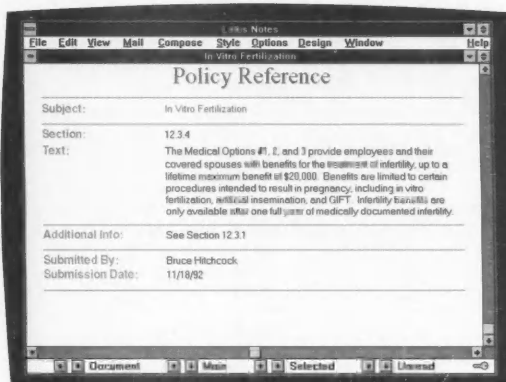 Lotus Notes
File Edit View Mail Compose Style Options Design Window Help
In Vitro Fertilization
Policy Reference
Subject: In Vitro Fertilization
Section: 12.3.4
Text: The Medical Options #1, 2, and 3 provide employees and their
covered spouses with benefits for the treatment of infertility, up to a
lifetime maximum benefit of $20,000. Benefits are limited to certain
procedures intended to result in pregnancy, including in vitro
fertilization, artificial insemination, and GIFT. Infertility benefits are
only available after one full year of medically documented infertility.
Additional Info: See Section 12.3.1
Submitted By: Bruce Hitchcock
Submission Date: 11/18/92
Document Main Selected Unread